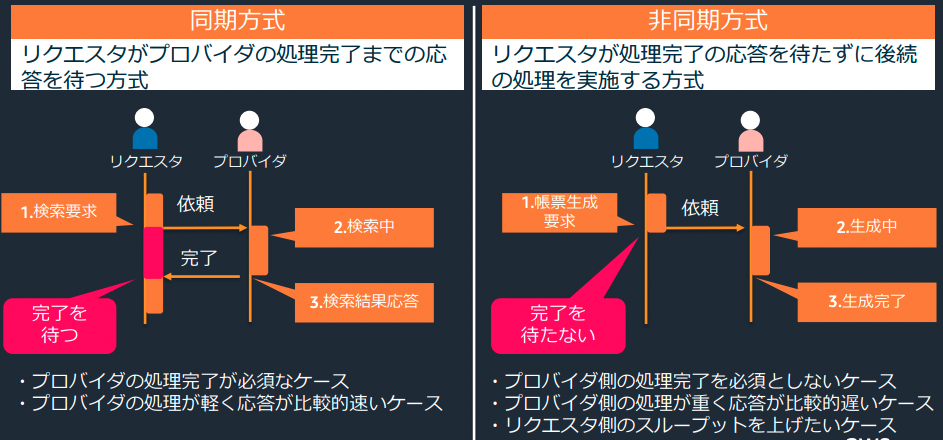 同期方式
リクエスタがプロバイダの処理完了までの応
答を待つ方式
リクエスタ
プロバイダ
1.検索要求
依頼
2.検索中
完了
3.検索結果応答
完了を
待つ
・プロバイダの処理完了が必須なケース
・プロバイダの処理が軽く応答が比較的速いケース
非同期方式
リクエスタが処理完了の応答を待たずに後続
の処理を実施する方式
リクエスタ
プロバイダ
1.帳票生成
要求
依頼
2.生成中
3.生成完了
完了を
待たない
・プロバイダ側の処理完了を必須としないケース
・プロバイダ側の処理が重く応答が比較的遅いケース
・リクエスタ側のスループットを上げたいケース